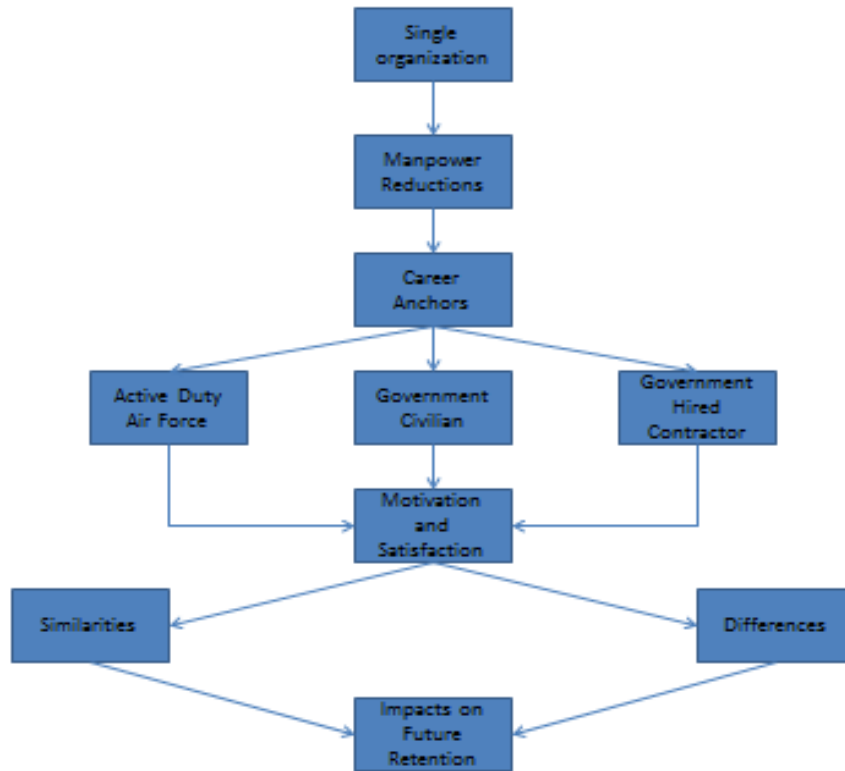 Single
organization
Manpower
Reductions
Career
Anchors
Active Duty
Air Force
Government
Civilian
Government
Hired
Contractor
Motivation
and
Satisfaction
Similarities
Differences
Impacts on
Future
Retention